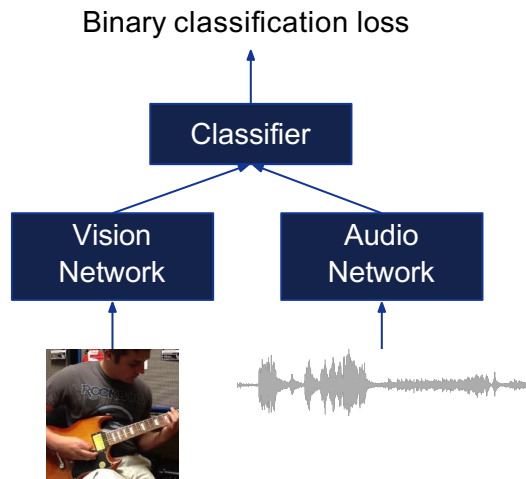 Binary classification loss
Classifier
Vision
Network
Audio
Network